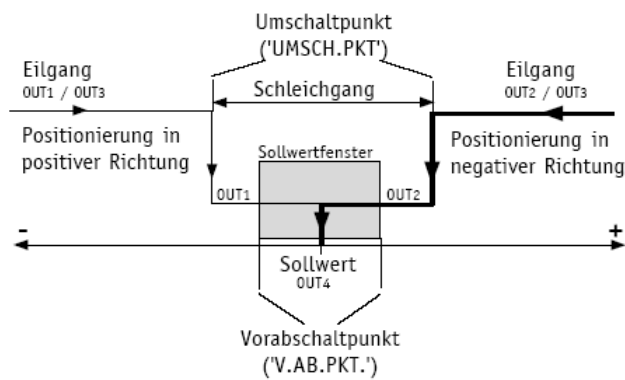 Umschaltpunkt
('UMSCH.PKT')
Eilgang
OUT1 / OUT3
Eilgang
OUT2 / OUT3
Schleichgang
Positionierung in
positiver Richtung
Positionierung in
negativer Richtung
Sollwertfenster
OUT1
OUT2
-
+
Sollwert
OUT4
Vorabschaltpunkt
('V.AB.PKT.')